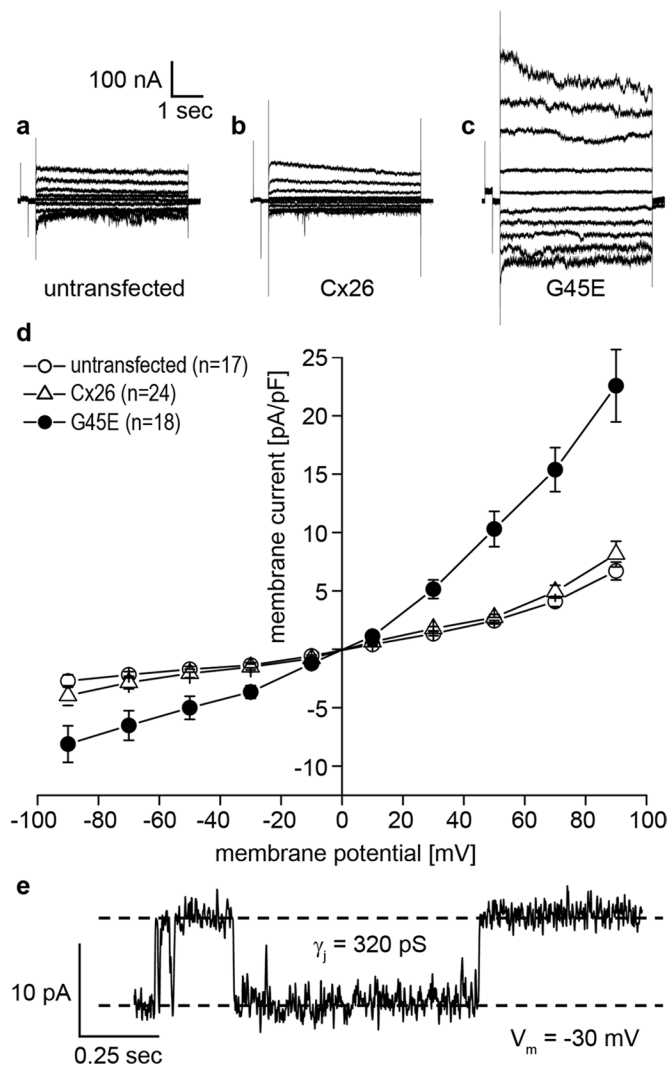 100 nA
1 sec
a
b
c
untransfected
Cx26
G45E
d
untransfected (n=17)
Cx26 (n=24)
G45E (n=18)
25
20
15
10
5
-5
-10
membrane current [pA/pF]
-100 -80 -60 -40 -20 0 20 40 60 80 100
membrane potential [mV]
e
γj = 320 pS
10 pA
0.25 sec
Vm = -30 mV